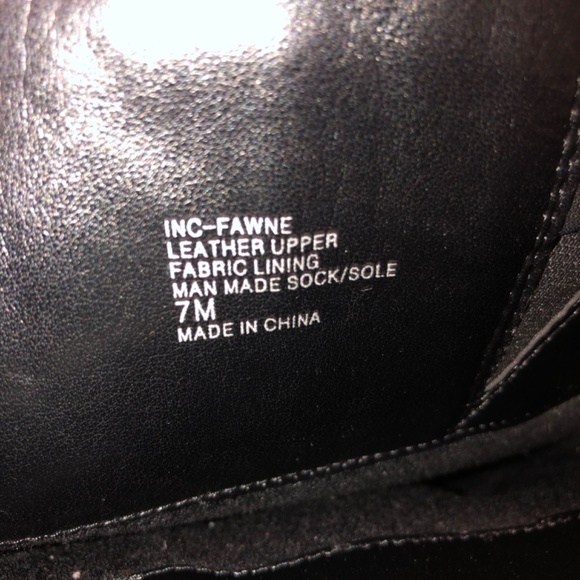 INC-FAWNE
LEATHER UPPER
FABRIC LINING
MAN MADE SOCK/SOLE
7M
MADE IN CHINA